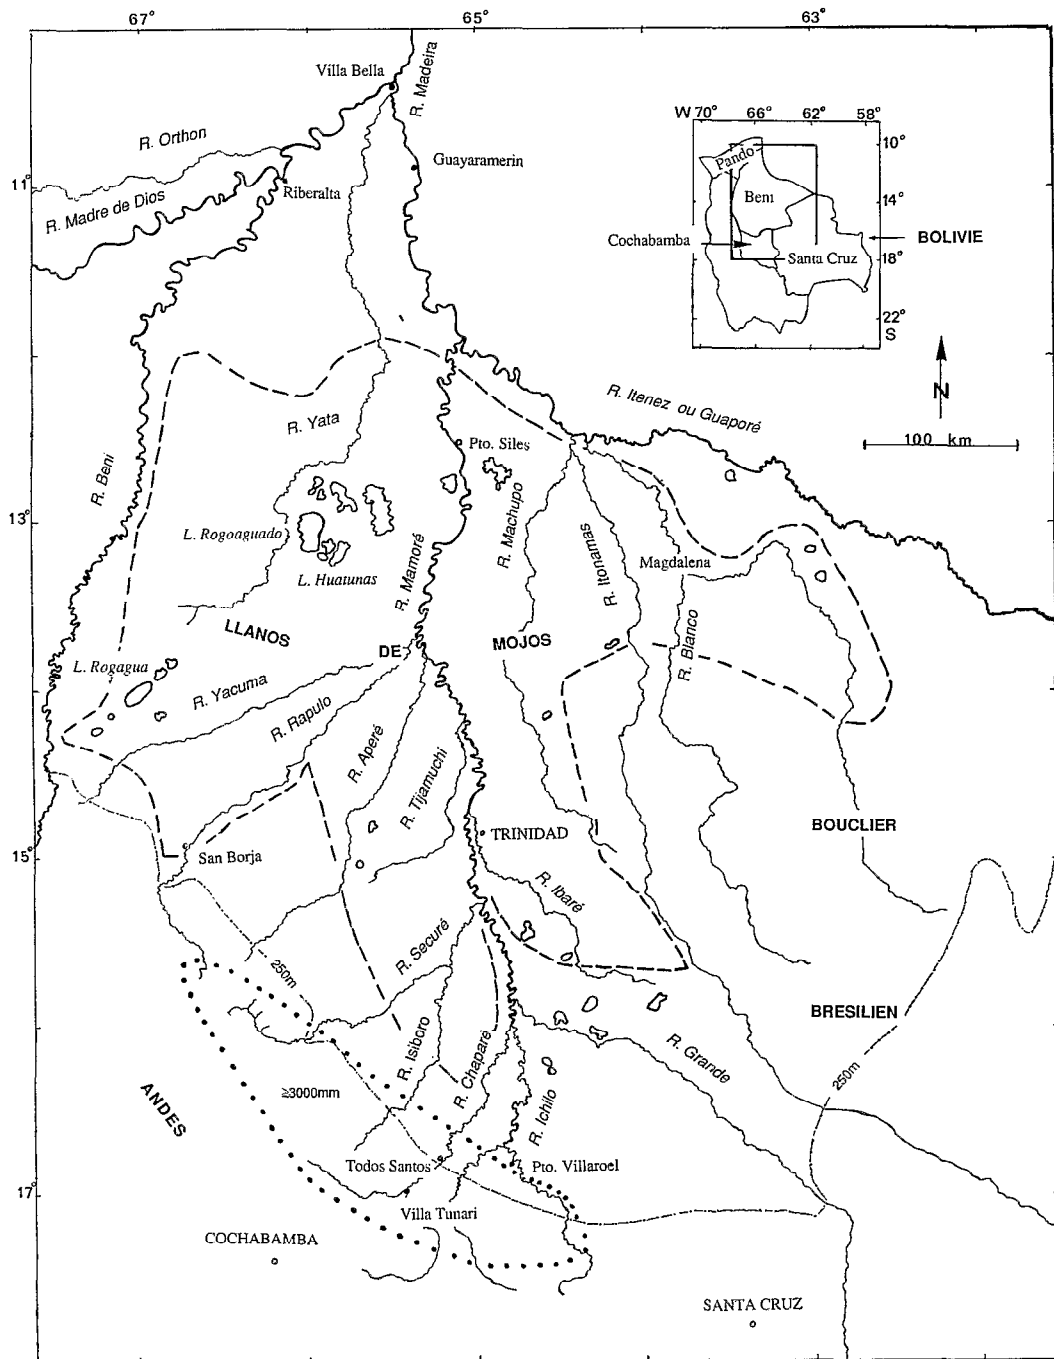 67°
65°
63°
Villa Bella
R. Madeira
R. Orthon
Guayaramerin
11°
Riberalta
R. Madre de Dios
W 70°
66°
62°
58°
10°
Pando
Beni
14°
Cochabamba
BOLIVIE
Santa Cruz
18°
22°
S
N
100 km
R. Itenez ou Guaporé
R. Yata
Pto. Siles
R. Beni
13°
L. Rogoaguado
L. Huatunas
R. Mamoré
R. Machupo
R. Itonamas
Magdalena
LLANOS
DE
MOJOS
R. Blanco
L. Rogagua
R. Yacuma
R. Rapulo
R. Aperé
R. Tijamuchi
TRINIDAD
BOUCLIER
15°
San Borja
R. Ibaré
R. Securé
250m
BRESILIEN
R. Isiboro
R. Chaparé
R. Grande
250m
ANDES
≥3000mm
R. Ichilo
Todos Santos
Pto. Villaroel
17°
Villa Tunari
COCHABAMBA
SANTA CRUZ